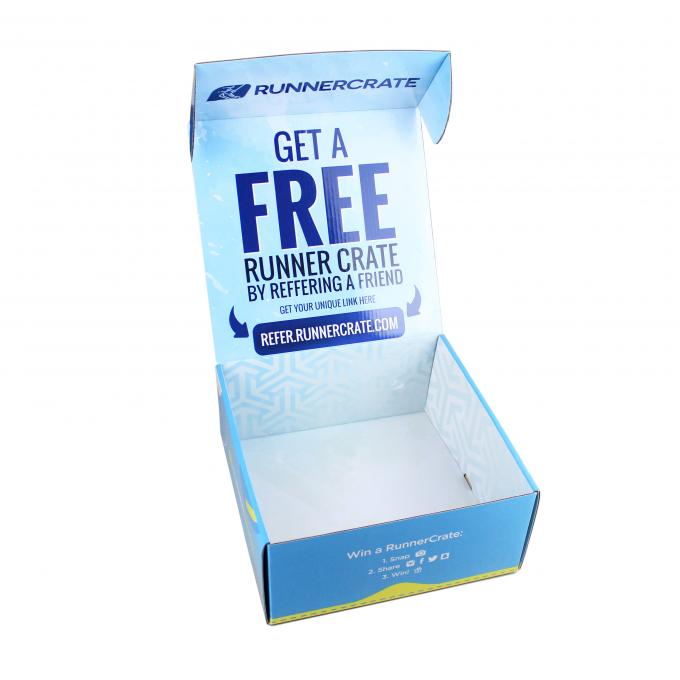 RUNNERCRATE
GET A
FREE
RUNNER CRATE
BY REFFERING A FRIEND
GET YOUR UNIQUE LINK HERE
REFER.RUNNERCRATE.COM
Win a RunnerCrate:
1. Snap
2. Share
3. Win!